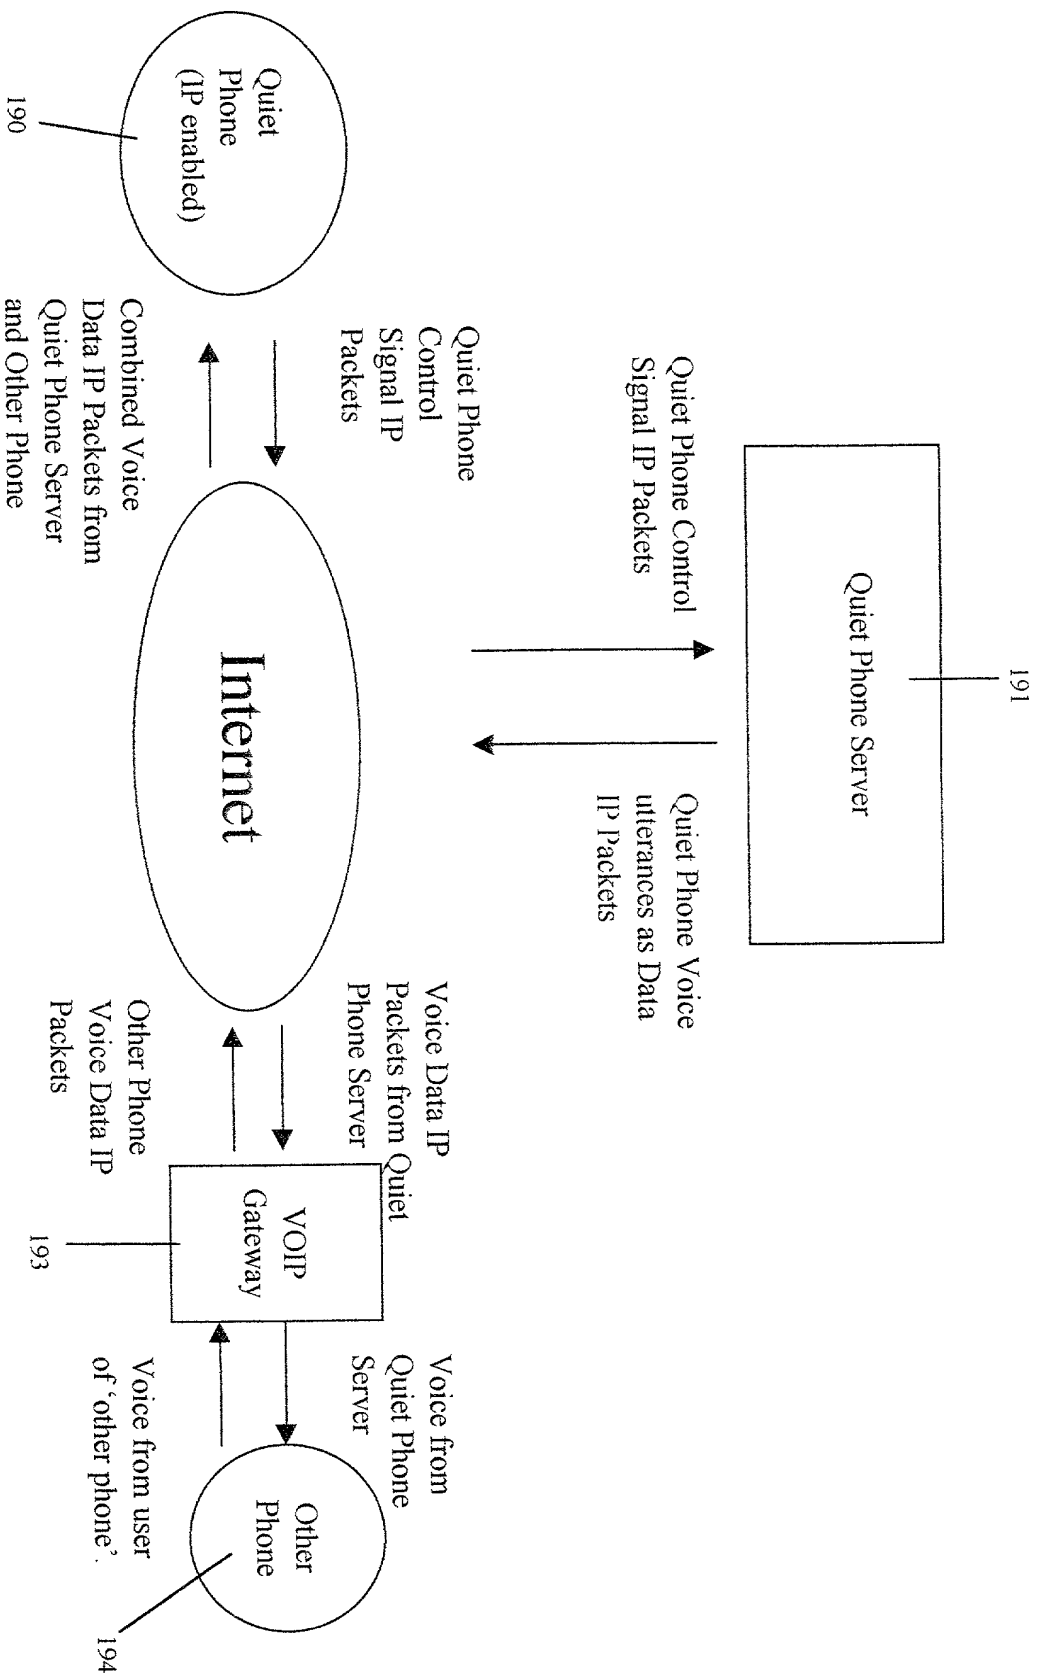 191
Quiet Phone Server
Quiet Phone Control
Signal IP Packets
Quiet Phone Voice
utterances as Data
IP Packets
Quiet Phone
Control
Signal IP
Packets
Voice Data IP
Packets from Quiet
Phone Server
Voice from
Quiet Phone
Server
Quiet
Phone
(IP enabled)
Internet
VOIP
Gateway
Other
Phone
Combined Voice
Data IP Packets from
Quiet Phone Server
and Other Phone
Other Phone
Voice Data IP
Packets
Voice from user
of ‘other phone’.
190
193
194